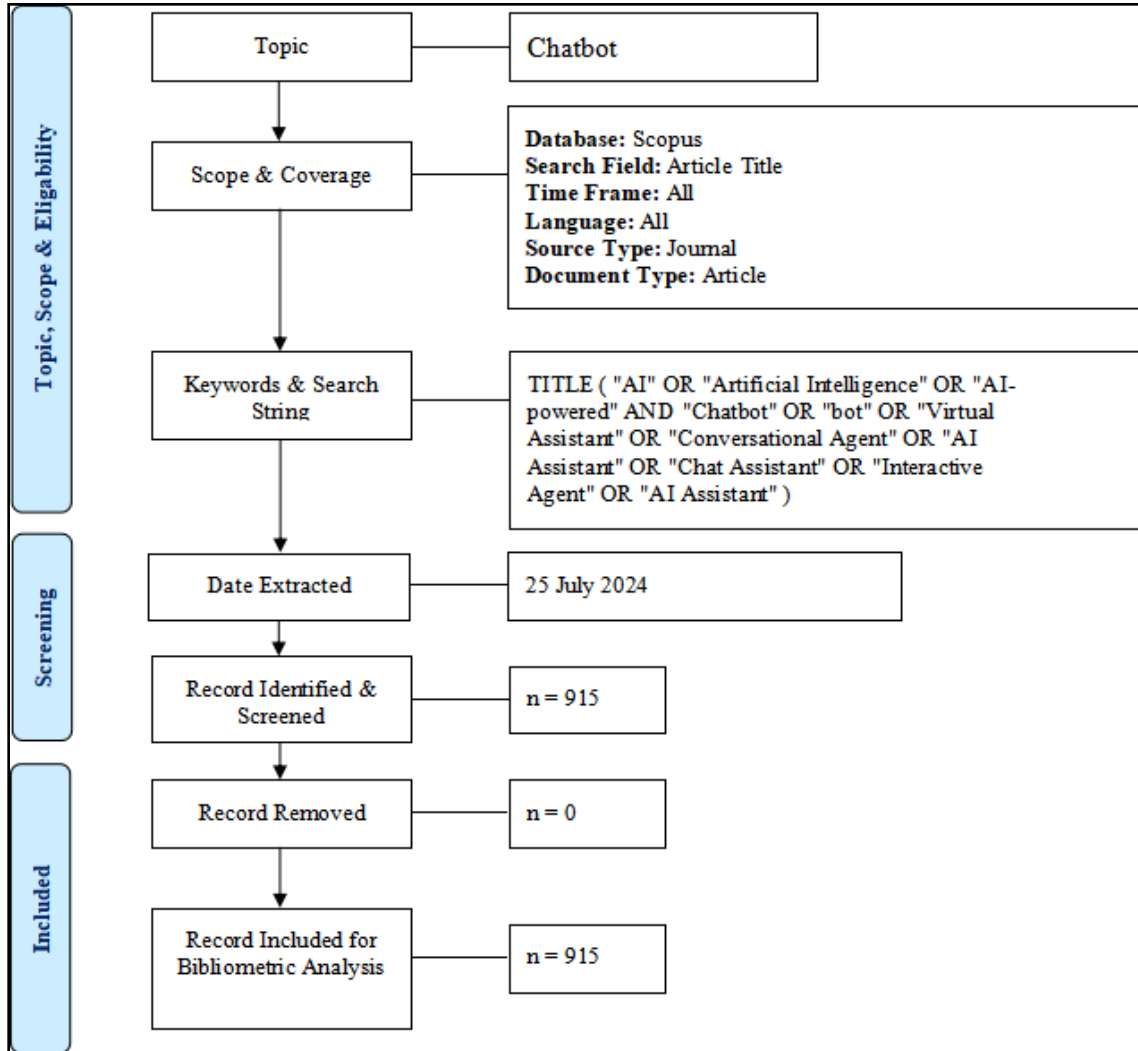 Topic, Scope & Eligability
Topic
Chatbot
Scope & Coverage
Database: Scopus
Search Field: Article Title
Time Frame: All
Language: All
Source Type: Journal
Document Type: Article
Keywords & Search
String
TITLE ( "AI" OR "Artificial Intelligence" OR "AI-
powered" AND "Chatbot" OR "bot" OR "Virtual
Assistant" OR "Conversational Agent" OR "AI
Assistant" OR "Chat Assistant" OR "Interactive
Agent" OR "AI Assistant" )
Screening
Date Extracted
25 July 2024
Record Identified &
Screened
n = 915
Included
Record Removed
n = 0
Record Included for
Bibliometric Analysis
n = 915